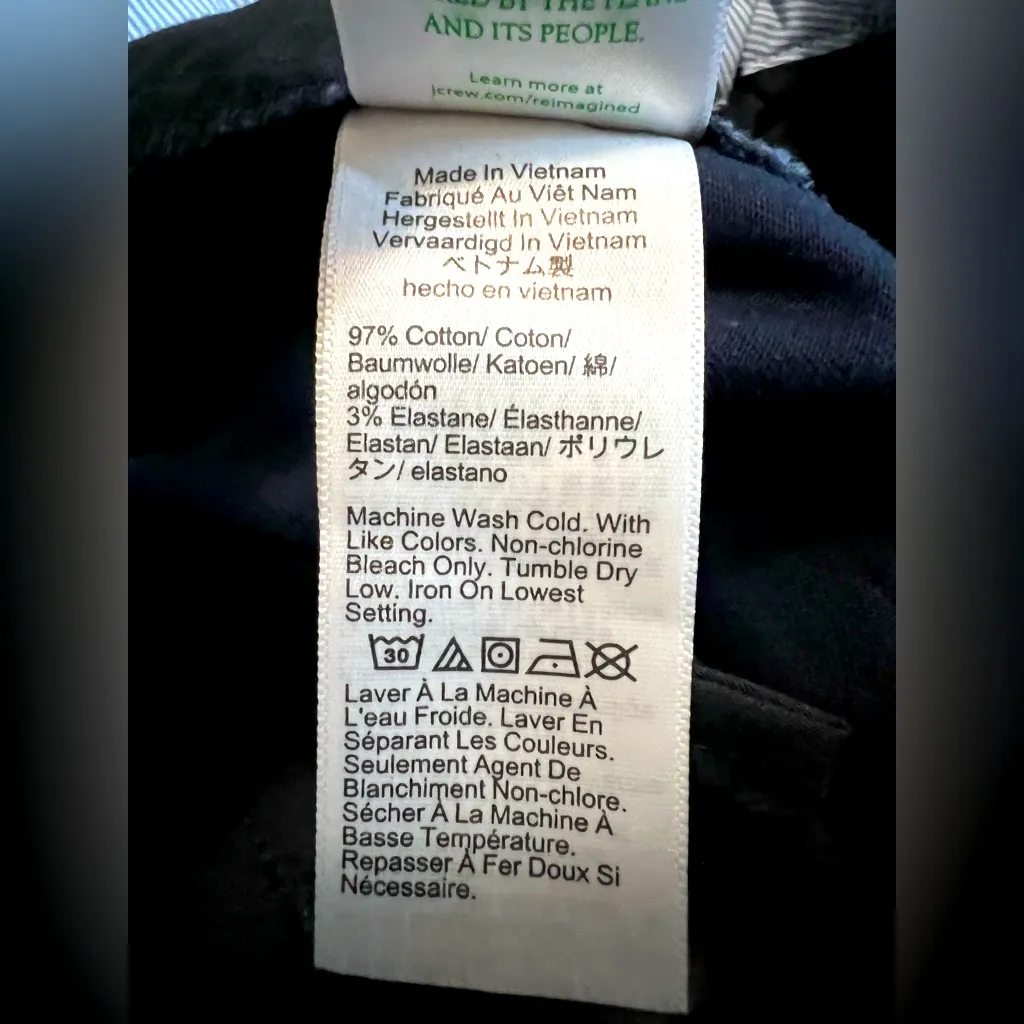 BY THE
AND ITS PEOPLE.
Learn more at
jcrew.com/reimagined
Made In Vietnam
Fabriqué Au Viêt Nam
Hergestellt In Vietnam
Vervaardigd In Vietnam
ベトナム製
hecho en vietnam
97% Cotton/ Coton/
Baumwolle/ Katoen/ 綿/
algodón
3% Elastane/ Élasthanne/
Elastan/ Elastaan/ ポリウレ
タン/ elastano
Machine Wash Cold. With
Like Colors. Non-chlorine
Bleach Only. Tumble Dry
Low. Iron On Lowest
Setting.
30
Laver À La Machine À
L'eau Froide. Laver En
Séparant Les Couleurs.
Seulement Agent De
Blanchiment Non-chlore.
Sécher À La Machine À
Basse Température.
Repasser À Fer Doux Si
Nécessaire.